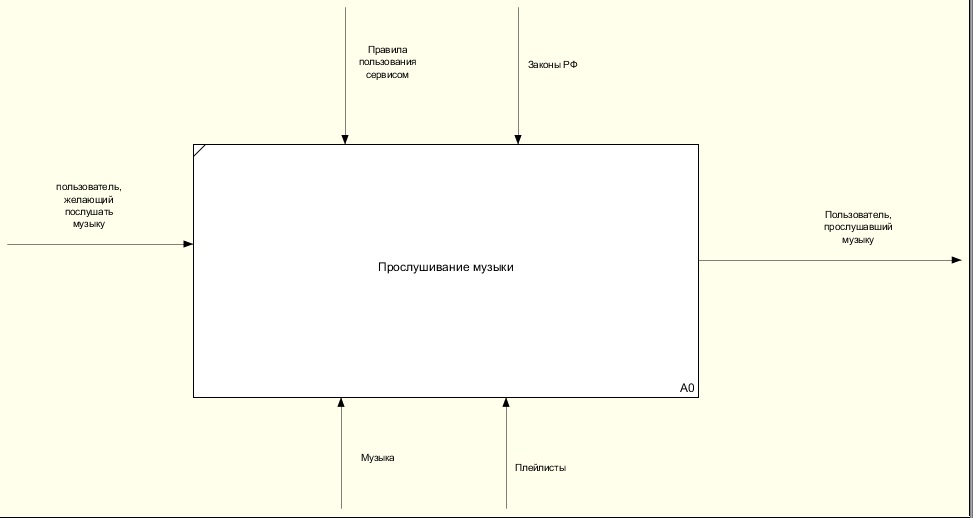 Правила
пользования
сервисом
Законы РФ
пользователь,
желающий
послушать
музыку
Пользователь,
прослушавший
музыку
Прослушивание музыки
A0
Музыка
Плейлисты